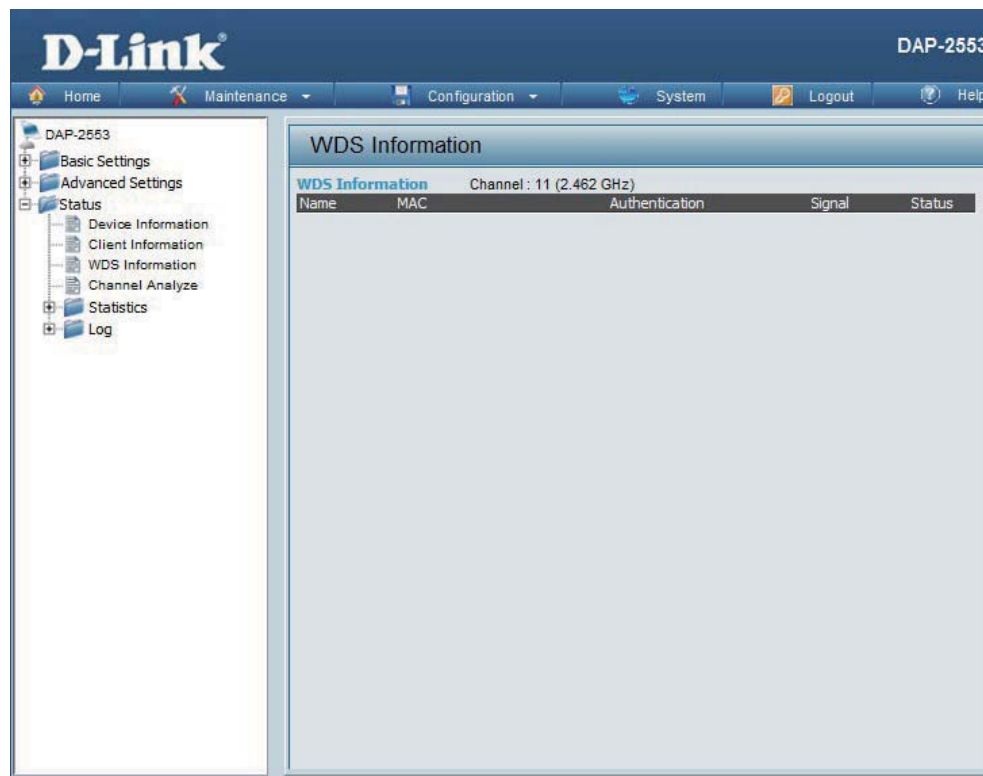 D-Link®
DAP-2553
Home Maintenance Configuration System Logout Help
DAP-2553
Basic Settings
Advanced Settings
Status
Device Information
Client Information
WDS Information
Channel Analyze
Statistics
Log
WDS Information
WDS Information Channel : 11 (2.462 GHz)
Name MAC Authentication Signal Status